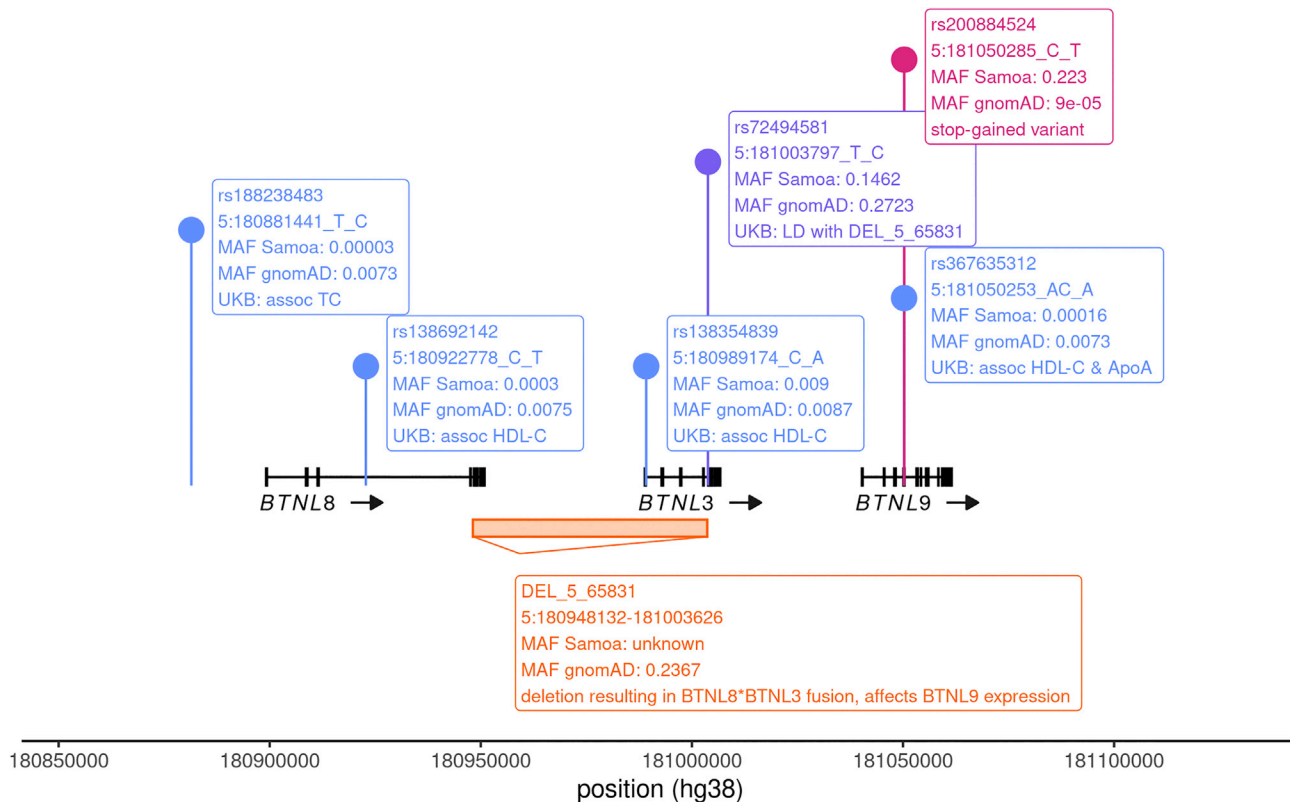 rs200884524
5:181050285_C_T
MAF Samoa: 0.223
MAF gnomAD: 9e-05
stop-gained variant
rs72494581
5:181003797_T_C
MAF Samoa: 0.1462
MAF gnomAD: 0.2723
UKB: LD with DEL_5_65831
rs188238483
5:180881441_T_C
MAF Samoa: 0.00003
MAF gnomAD: 0.0073
UKB: assoc TC
rs367635312
5:181050253_AC_A
MAF Samoa: 0.00016
MAF gnomAD: 0.0073
UKB: assoc HDL-C & ApoA
rs138692142
5:180922778_C_T
MAF Samoa: 0.0003
MAF gnomAD: 0.0075
UKB: assoc HDL-C
rs138354839
5:180989174_C_A
MAF Samoa: 0.009
MAF gnomAD: 0.0087
UKB: assoc HDL-C
BTNL8
BTNL3
BTNL9
DEL_5_65831
5:180948132-181003626
MAF Samoa: unknown
MAF gnomAD: 0.2367
deletion resulting in BTNL8*BTNL3 fusion, affects BTNL9 expression
180850000 180900000 180950000 181000000 181050000 181100000
position (hg38)